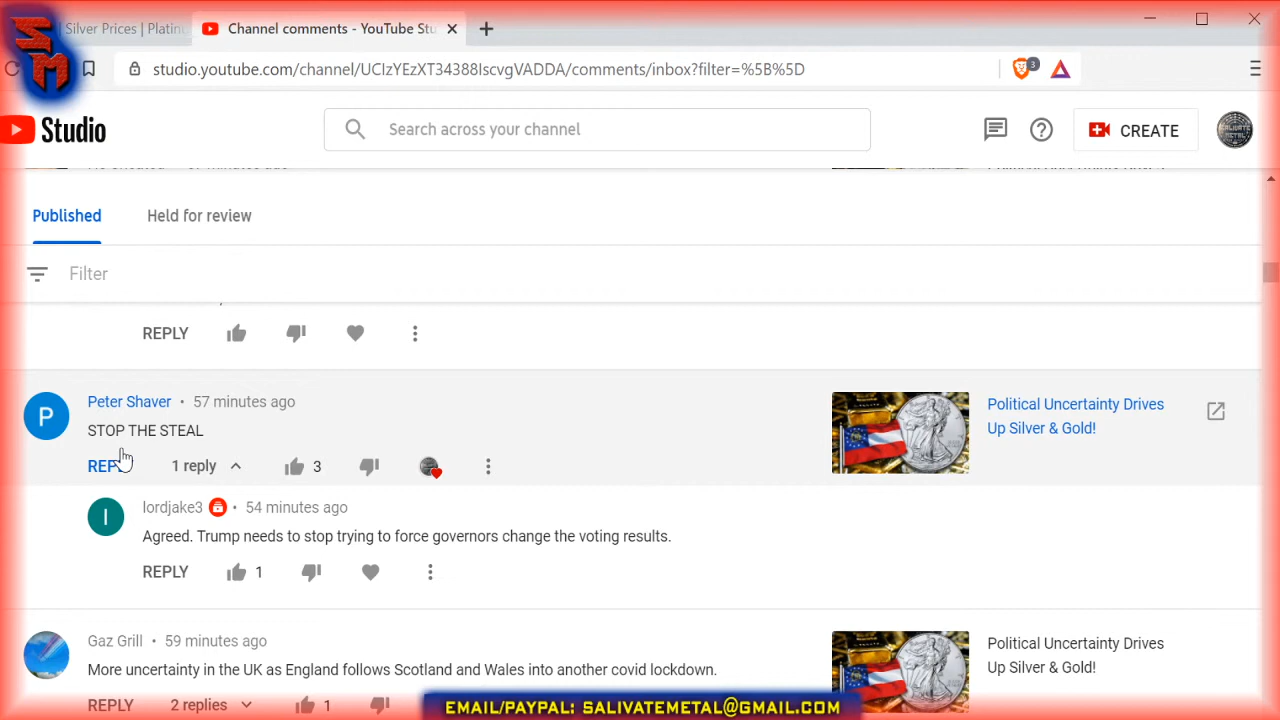 SM
Silver Prices | Platin
Channel comments - YouTube Stu
studio.youtube.com/channel/UCIzYEzXT34388IscvgVADDA/comments/inbox?filter=%5B%5D
3
Studio
Search across your channel
CREATE
Published
Held for review
Filter
REPLY
P
Peter Shaver • 57 minutes ago
STOP THE STEAL
REPLY 1 reply 3
Political Uncertainty Drives
Up Silver & Gold!
l
lordjake3 • 54 minutes ago
Agreed. Trump needs to stop trying to force governors change the voting results.
REPLY 1
Gaz Grill • 59 minutes ago
More uncertainty in the UK as England follows Scotland and Wales into another covid lockdown.
REPLY 2 replies 1
Political Uncertainty Drives
Up Silver & Gold!
EMAIL/PAYPAL: SALIVATEMETAL@GMAIL.COM